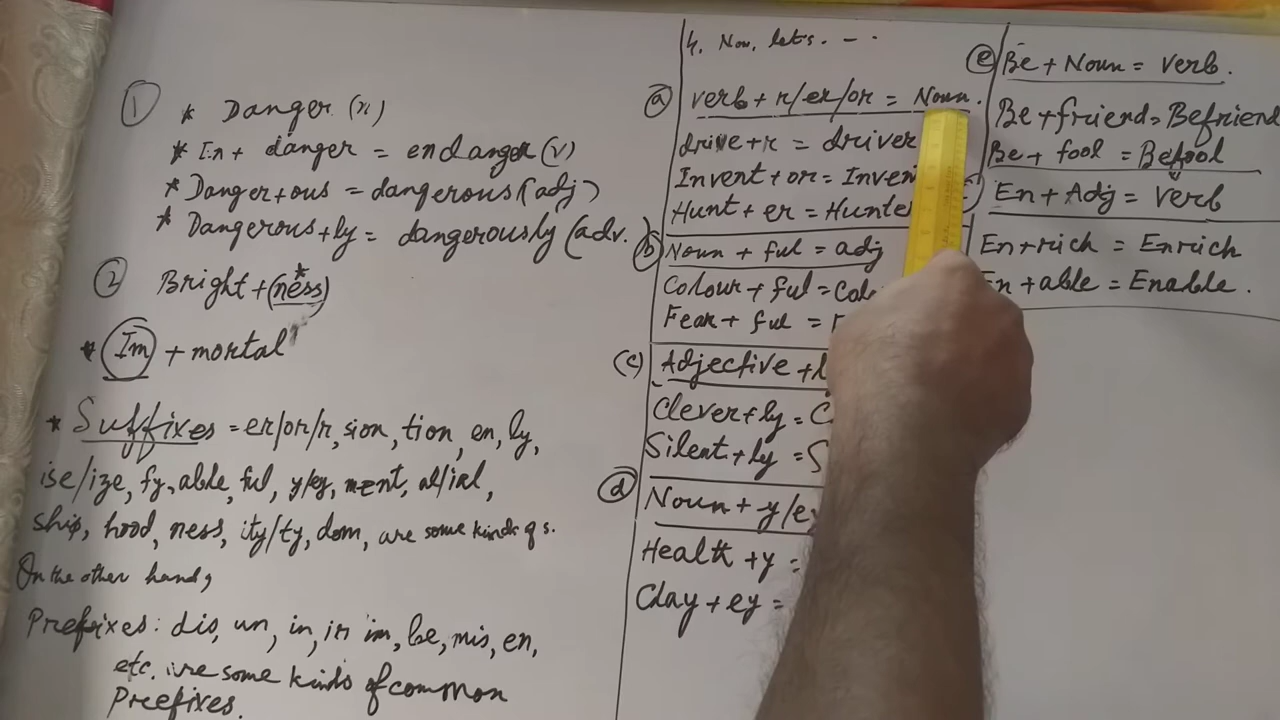 ① * Danger (n)
* En + danger = endanger (v)
* Danger + ous = dangerous (adj)
* Dangerous + ly = dangerously (adv.
② Bright + (ness)
* Im + mortal
* Suffixes = er/or/r, sion, tion, en, ly,
ise/ize, fy, able, ful, y/ey, ment, al/ial,
ship, hood, ness, ity/ty, dom, are some kinds of s.
On the other hand,
Prefixes: dis, un, in, ir im, be, mis, en,
etc. are some kinds of common
Preefixes.
4. Now, let's. - - -
ⓐ verb + r/er/or = Noun.
drive + r = driver
Invent + or = Inven
Hunt + er = Hunte
ⓑ Noun + ful = adj
Colour + ful = Col
Fear + ful =
(c) Adjective + l
Clever + ly = C
Silent + ly = S
ⓓ Noun + y/ey
Health + y =
Clay + ey =
ⓔ Be + Noun = verb.
Be + friend = Befriend
Be + fool = Befool
En + Adj = verb
En + rich = Enrich
En + able = Enable.